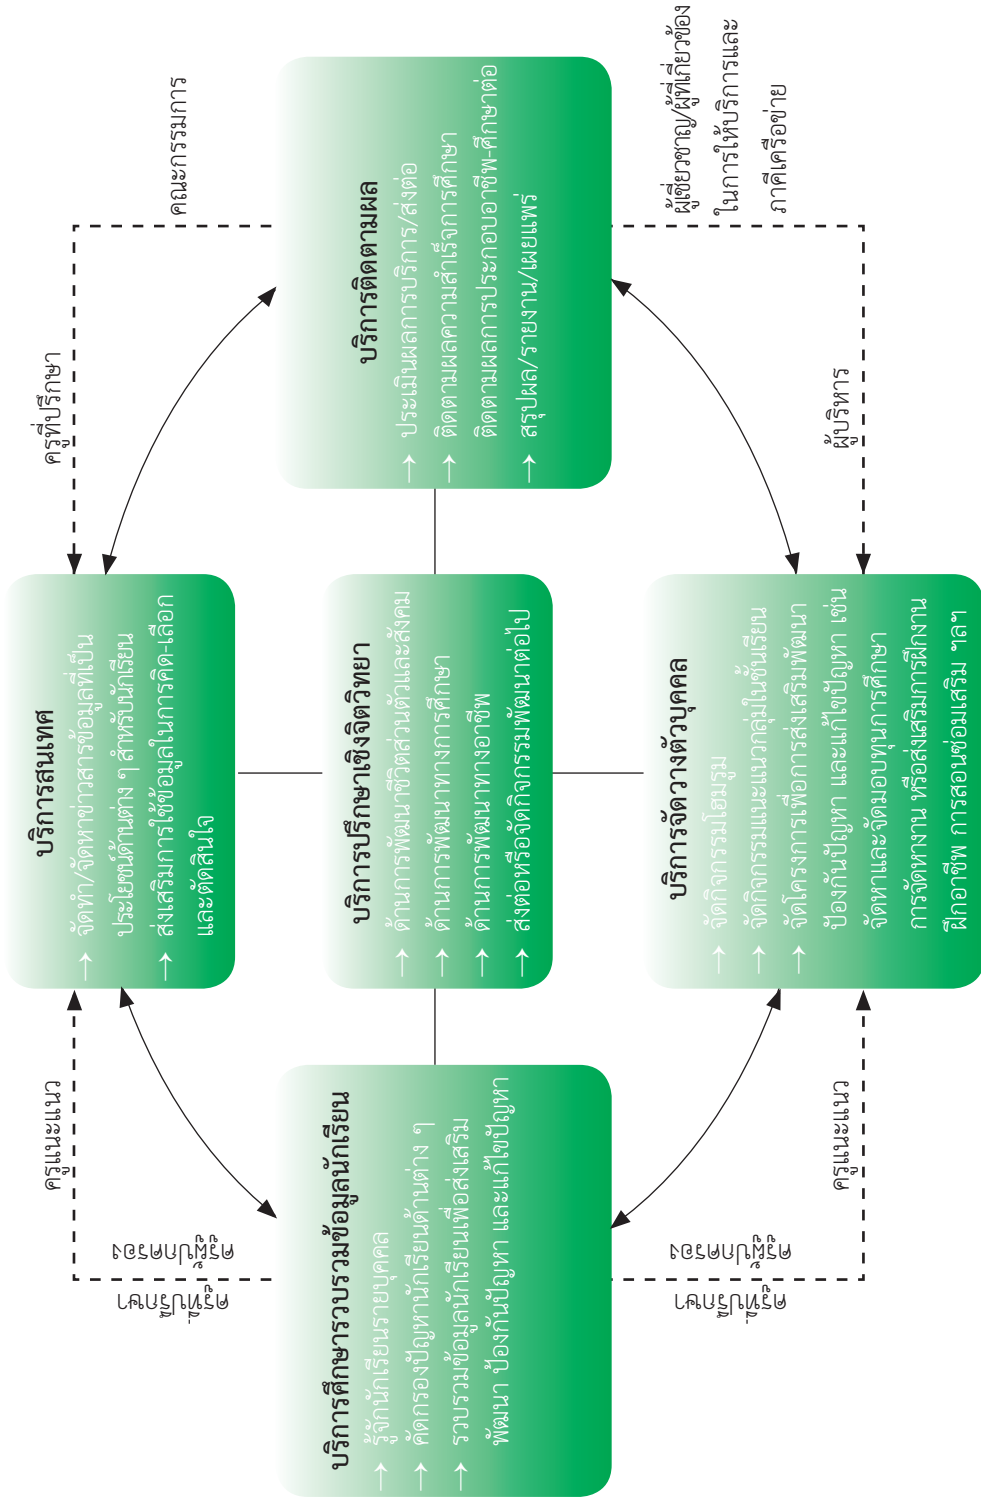 บริการศึกษารวบรวมข้อมูลนักเรียน
→ รู้จักนักเรียนรายบุคคล
→ คัดกรองปัญหานักเรียนด้านต่าง ๆ
→ รวบรวมข้อมูลนักเรียนเพื่อส่งเสริม
พัฒนา ป้องกันปัญหา และแก้ไขปัญหา
ครูที่ปรึกษา
ครูผู้ปกครอง
ครูแนะแนว
ครูที่ปรึกษา
ครูผู้ปกครอง
ครูแนะแนว
บริการสนเทศ
→ จัดทำ/จัดหาข่าวสารข้อมูลที่เป็น
ประโยชน์ด้านต่าง ๆ สำหรับนักเรียน
→ ส่งเสริมการใช้ข้อมูลในการคิด-เลือก
และตัดสินใจ
บริการปรึกษาเชิงจิตวิทยา
→ ด้านการพัฒนาชีวิตส่วนตัวและสังคม
→ ด้านการพัฒนาทางการศึกษา
→ ด้านการพัฒนาทางอาชีพ
→ ส่งต่อหรือจัดกิจกรรมพัฒนาต่อไป
บริการจัดวางตัวบุคคล
→ จัดกิจกรรมโฮมรูม
→ จัดกิจกรรมแนะแนวกลุ่มในชั้นเรียน
→ จัดโครงการเพื่อการส่งเสริมพัฒนา
ป้องกันปัญหา และแก้ไขปัญหา เช่น
จัดหาและจัดมอบทุนการศึกษา
การจัดหางาน หรือส่งเสริมการฝึกงาน
ฝึกอาชีพ การสอนซ่อมเสริม ฯลฯ
ครูที่ปรึกษา
คณะกรรมการ
บริการติดตามผล
→ ประเมินผลการบริการ/ส่งต่อ
→ ติดตามผลความสำเร็จการศึกษา
ติดตามผลการประกอบอาชีพ-ศึกษาต่อ
→ สรุปผล/รายงาน/เผยแพร่
ผู้เชี่ยวชาญ/ผู้ที่เกี่ยวข้อง
ในการให้บริการและ
ภาคีเครือข่าย
ผู้บริหาร